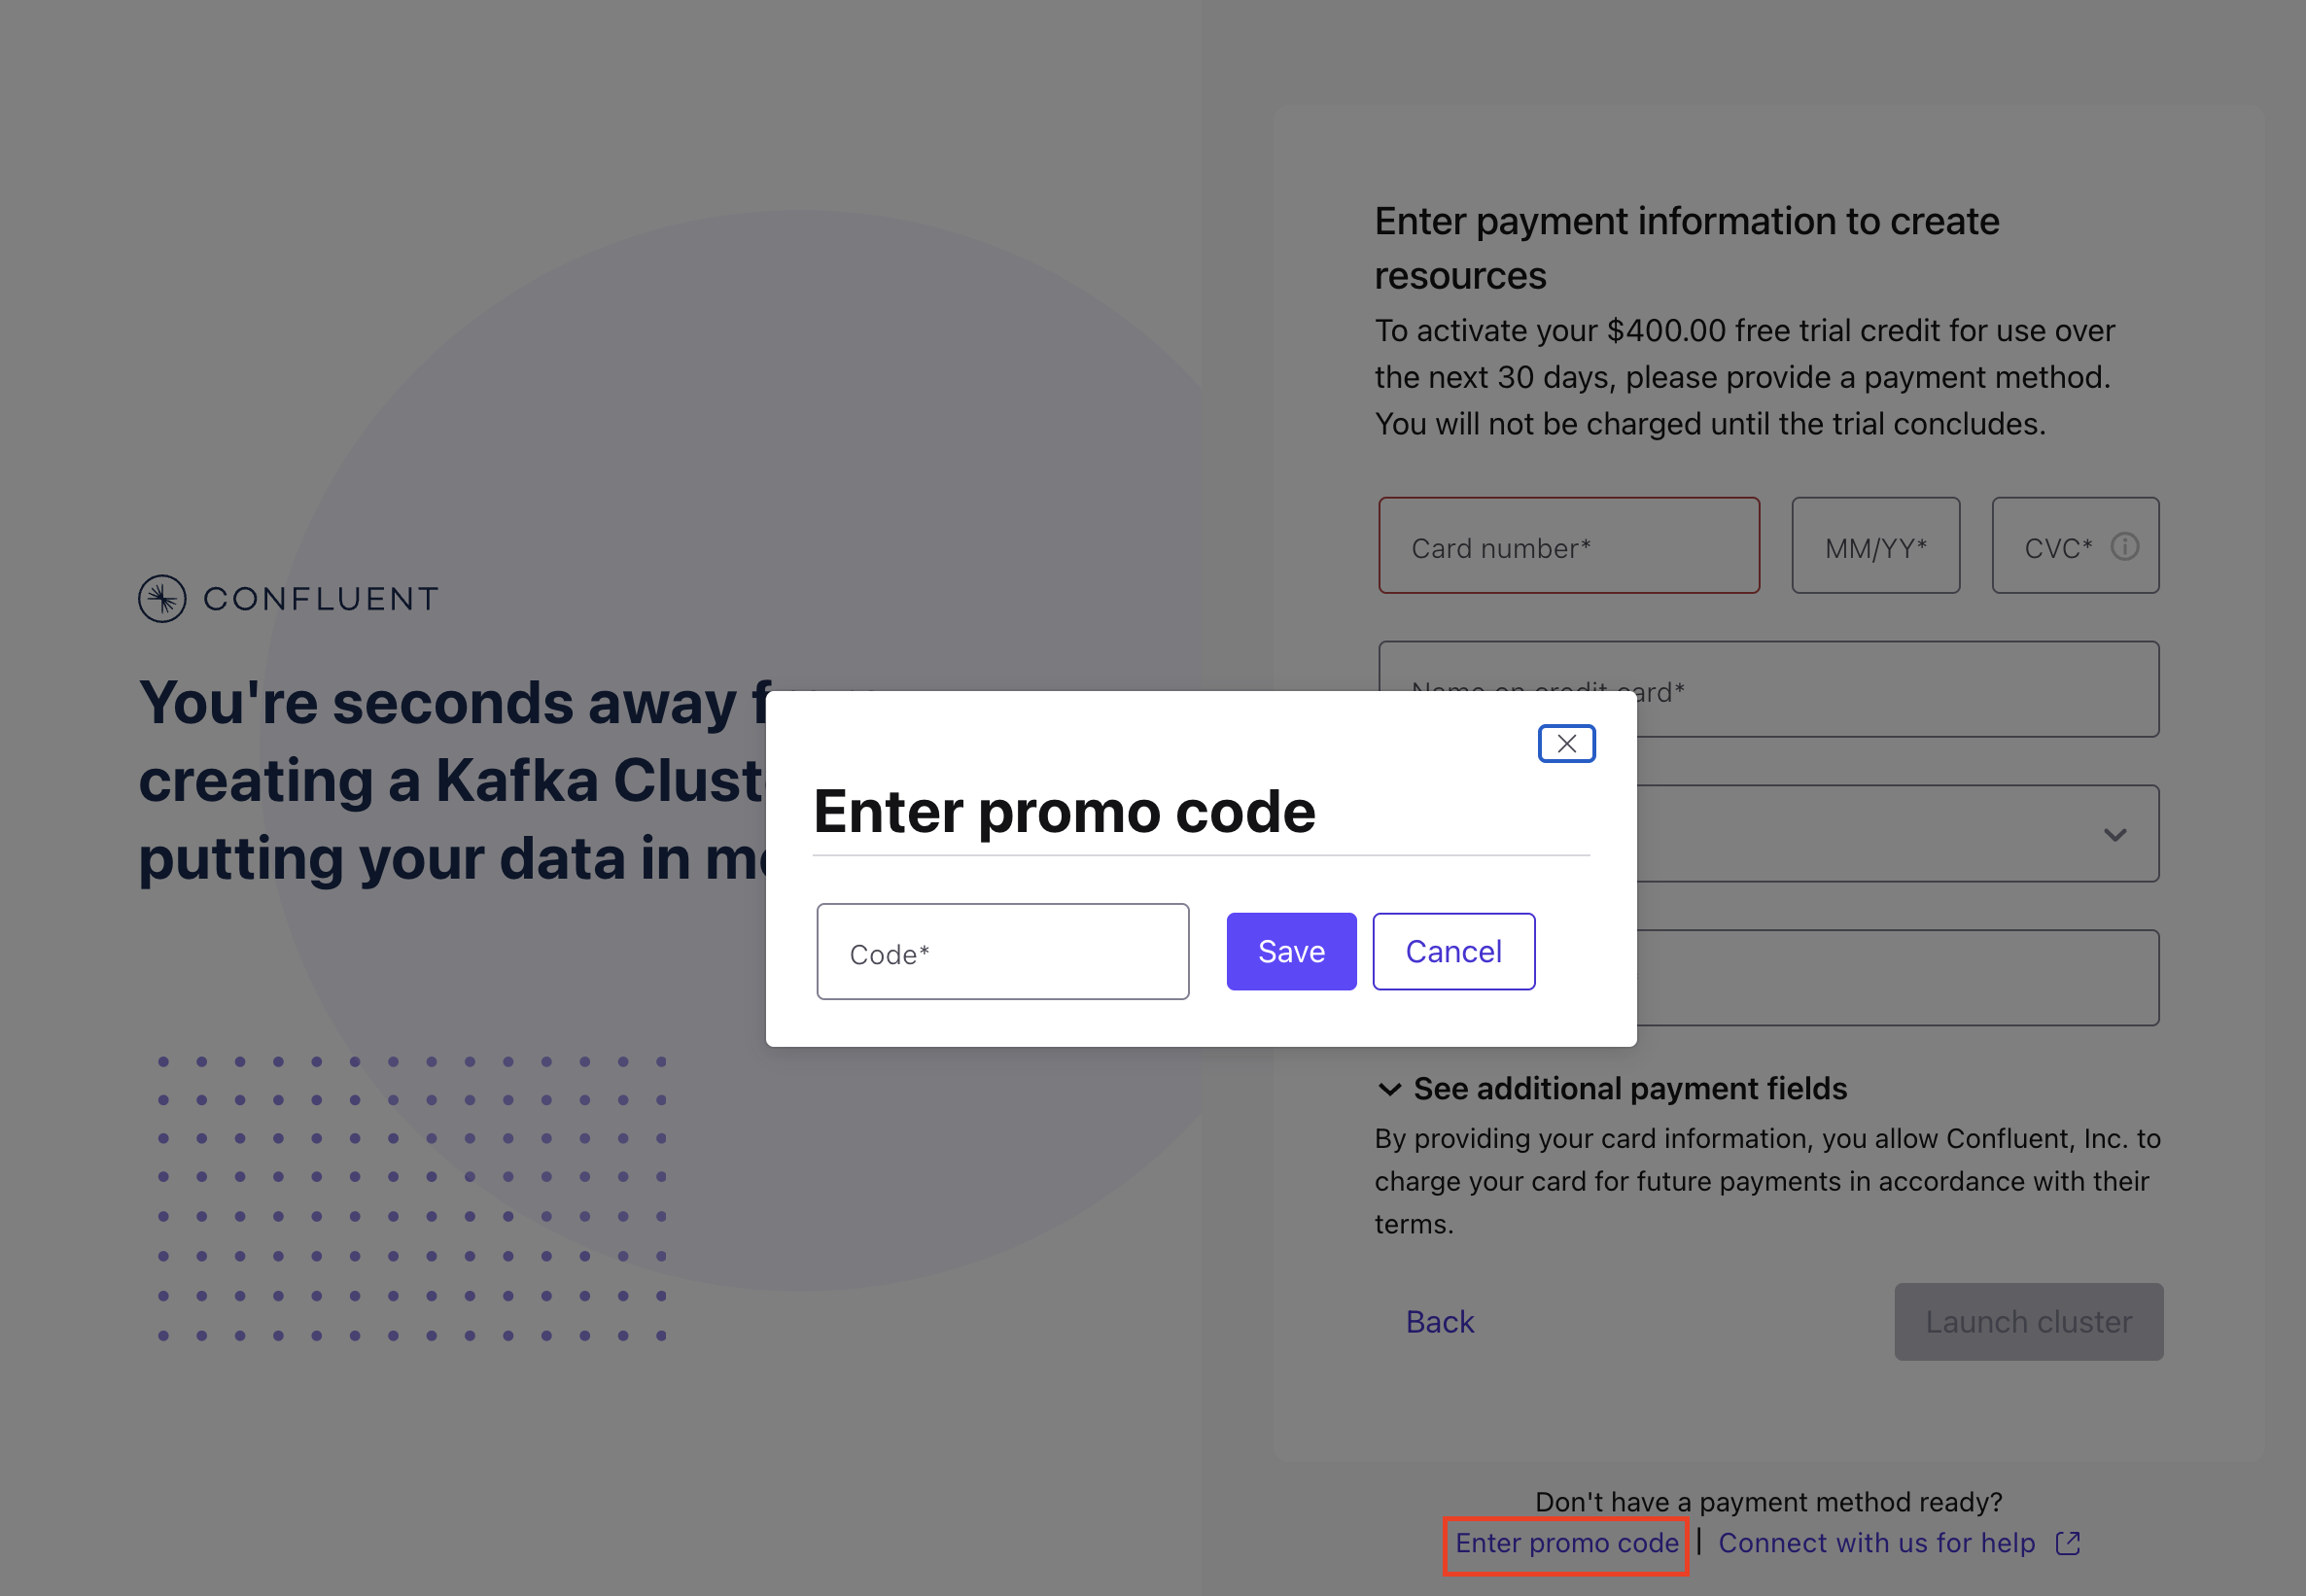 CONFLUENT
You're seconds away
creating a Kafka
putting your data in
Enter payment information to create
resources
To activate your $400.00 free trial credit for use over
the next 30 days, please provide a payment method.
You will not be charged until the trial concludes.
Card number*
MM/YY*
CVC*
Name on credit card*
Enter promo code
Code*
Save
Cancel
See additional payment fields
By providing your card information, you allow Confluent, Inc. to
charge your card for future payments in accordance with their
terms.
Back
Launch cluster
Don't have a payment method ready?
Enter promo code | Connect with us for help